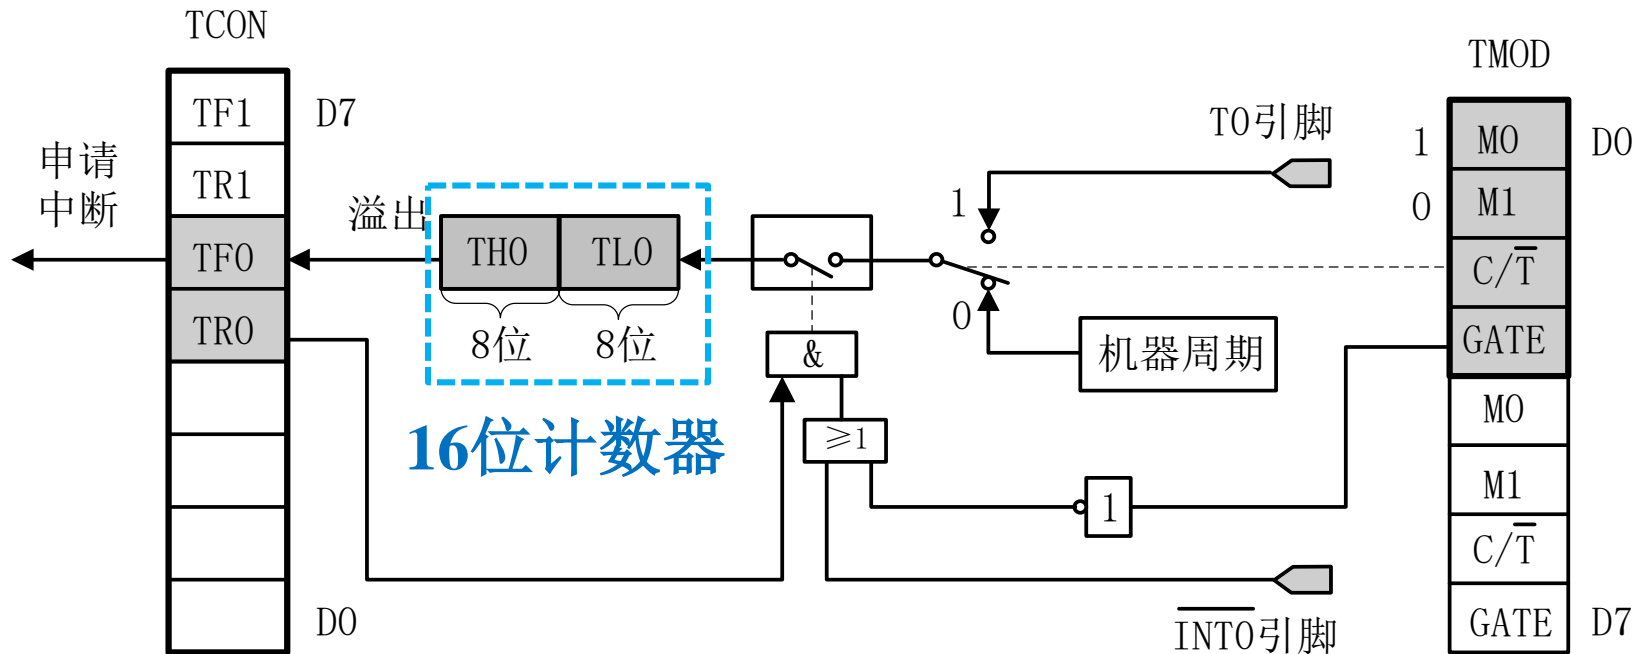 TCON
TF1
D7
TR1
TF0
TR0
D0
申请
中断
溢出
TH0
TL0
8位
8位
16位计数器
&
≥1
1
1
0
T0引脚
机器周期
INT0引脚
TMOD
1
M0
D0
0
M1
C/T̅
GATE
M0
M1
C/T̅
GATE
D7